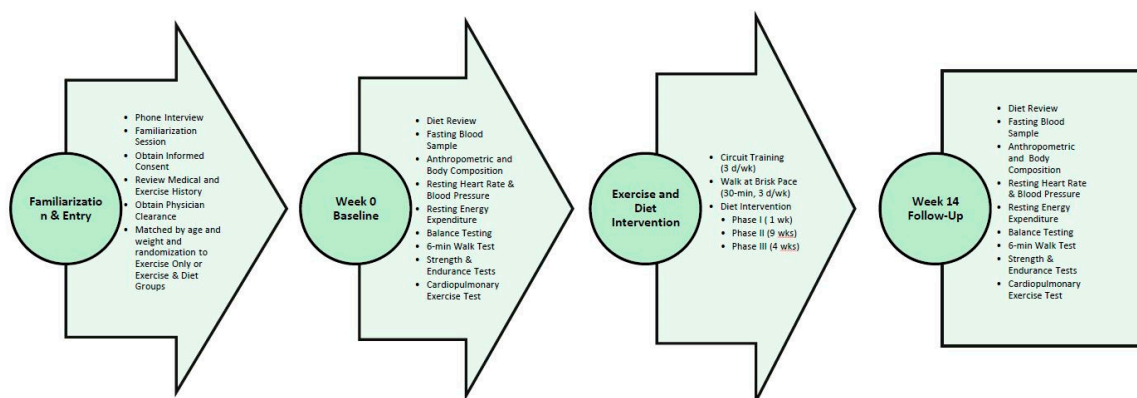 Familiarizatio
n & Entry
• Phone Interview
• Familiarization
Session
• Obtain Informed
Consent
• Review Medical and
Exercise History
• Obtain Physician
Clearance
• Matched by age and
weight and
randomization to
Exercise Only or
Exercise & Diet
Groups
Week 0
Baseline
• Diet Review
• Fasting Blood
Sample
• Anthropometric and
Body Composition
• Resting Heart Rate &
Blood Pressure
• Resting Energy
Expenditure
• Balance Testing
• 6-min Walk Test
• Strength &
Endurance Tests
• Cardiopulmonary
Exercise Test
Exercise and
Diet
Intervention
• Circuit Training
(3 d/wk)
• Walk at Brisk Pace
(30-min, 3 d/wk)
• Diet Intervention
• Phase I ( 1 wk)
• Phase II (9 wks)
• Phase III (4 wks)
Week 14
Follow-Up
• Diet Review
• Fasting Blood
Sample
• Anthropometric
and Body
Composition
• Resting Heart Rate
& Blood Pressure
• Resting Energy
Expenditure
• Balance Testing
• 6-min Walk Test
• Strength &
Endurance Tests
• Cardiopulmonary
Exercise Test